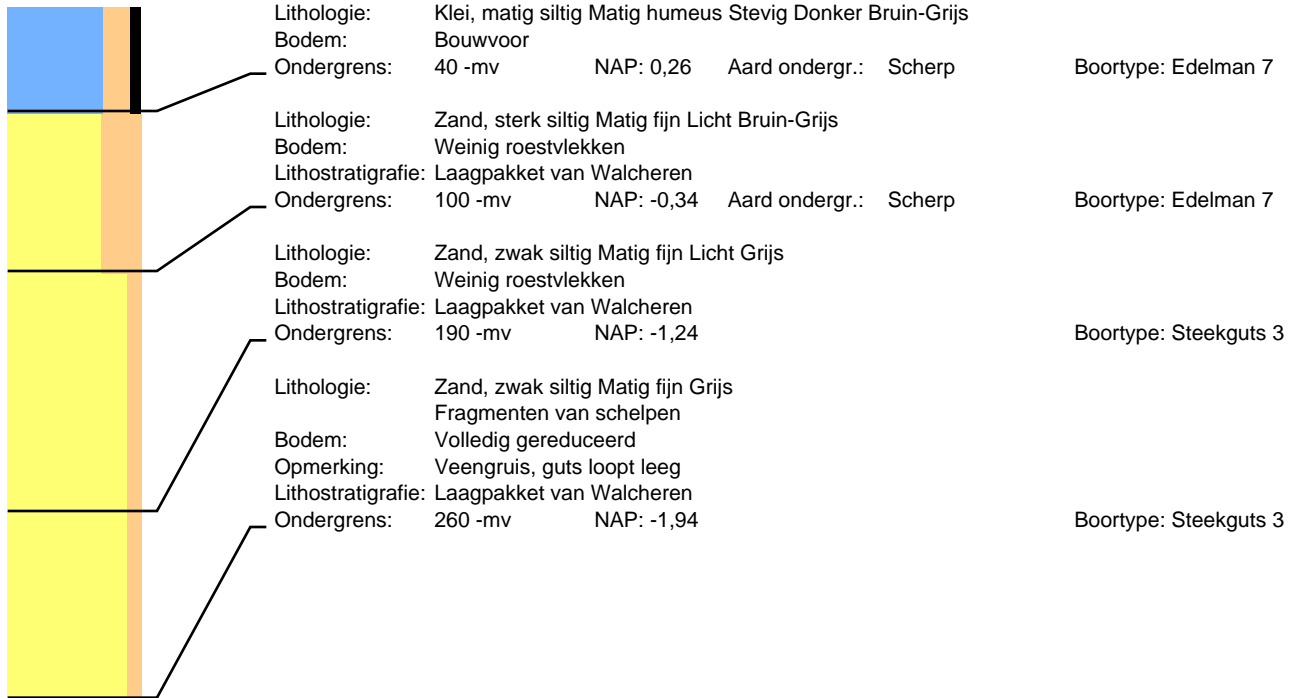 Lithologie: Klei, matig siltig Matig humeus Stevig Donker Bruin-Grijs
Bodem: Bouwvoor
Ondergrens: 40 -mv NAP: 0,26 Aard ondergr.: Scherp Boortype: Edelman 7
Lithologie: Zand, sterk siltig Matig fijn Licht Bruin-Grijs
Bodem: Weinig roestvlekken
Lithostratigrafie: Laagpakket van Walcheren
Ondergrens: 100 -mv NAP: -0,34 Aard ondergr.: Scherp Boortype: Edelman 7
Lithologie: Zand, zwak siltig Matig fijn Licht Grijs
Bodem: Weinig roestvlekken
Lithostratigrafie: Laagpakket van Walcheren
Ondergrens: 190 -mv NAP: -1,24 Boortype: Steekguts 3
Lithologie: Zand, zwak siltig Matig fijn Grijs
Fragmenten van schelpen
Bodem: Volledig gereduceerd
Opmerking: Veengruis, guts loopt leeg
Lithostratigrafie: Laagpakket van Walcheren
Ondergrens: 260 -mv NAP: -1,94 Boortype: Steekguts 3